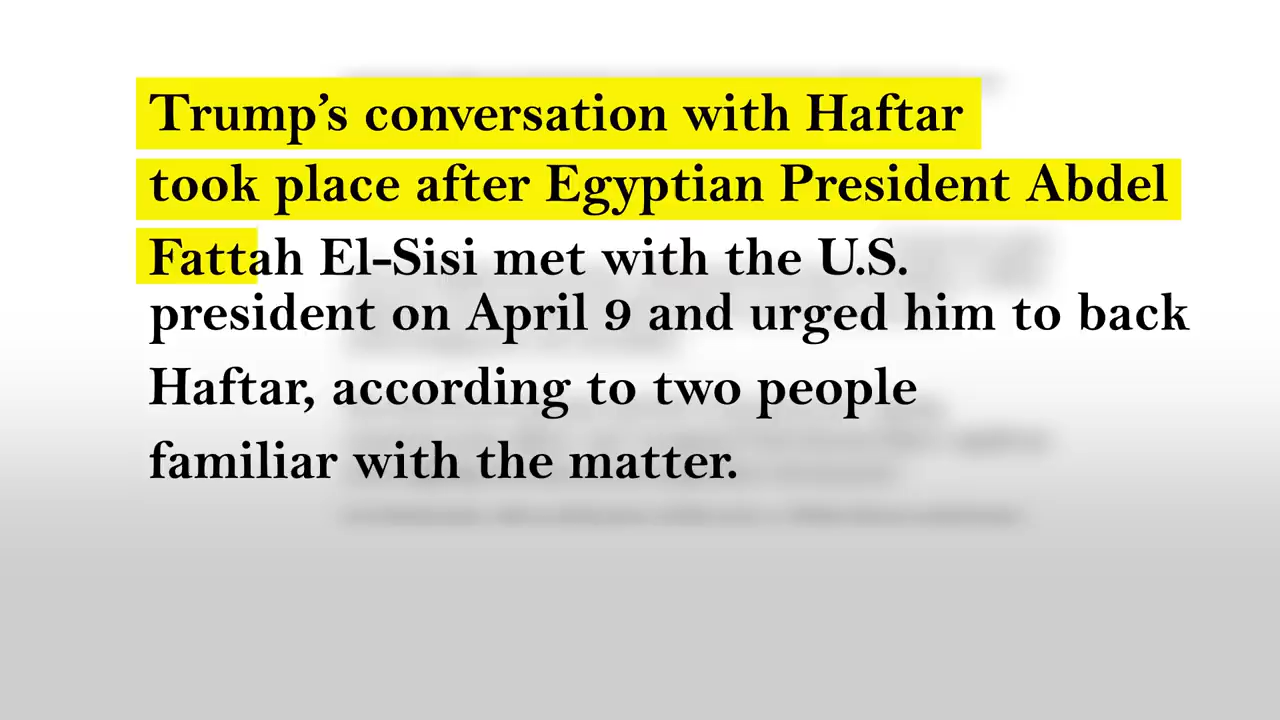 Trump’s conversation with Haftar
took place after Egyptian President Abdel
Fattah El-Sisi met with the U.S.
president on April 9 and urged him to back
Haftar, according to two people
familiar with the matter.